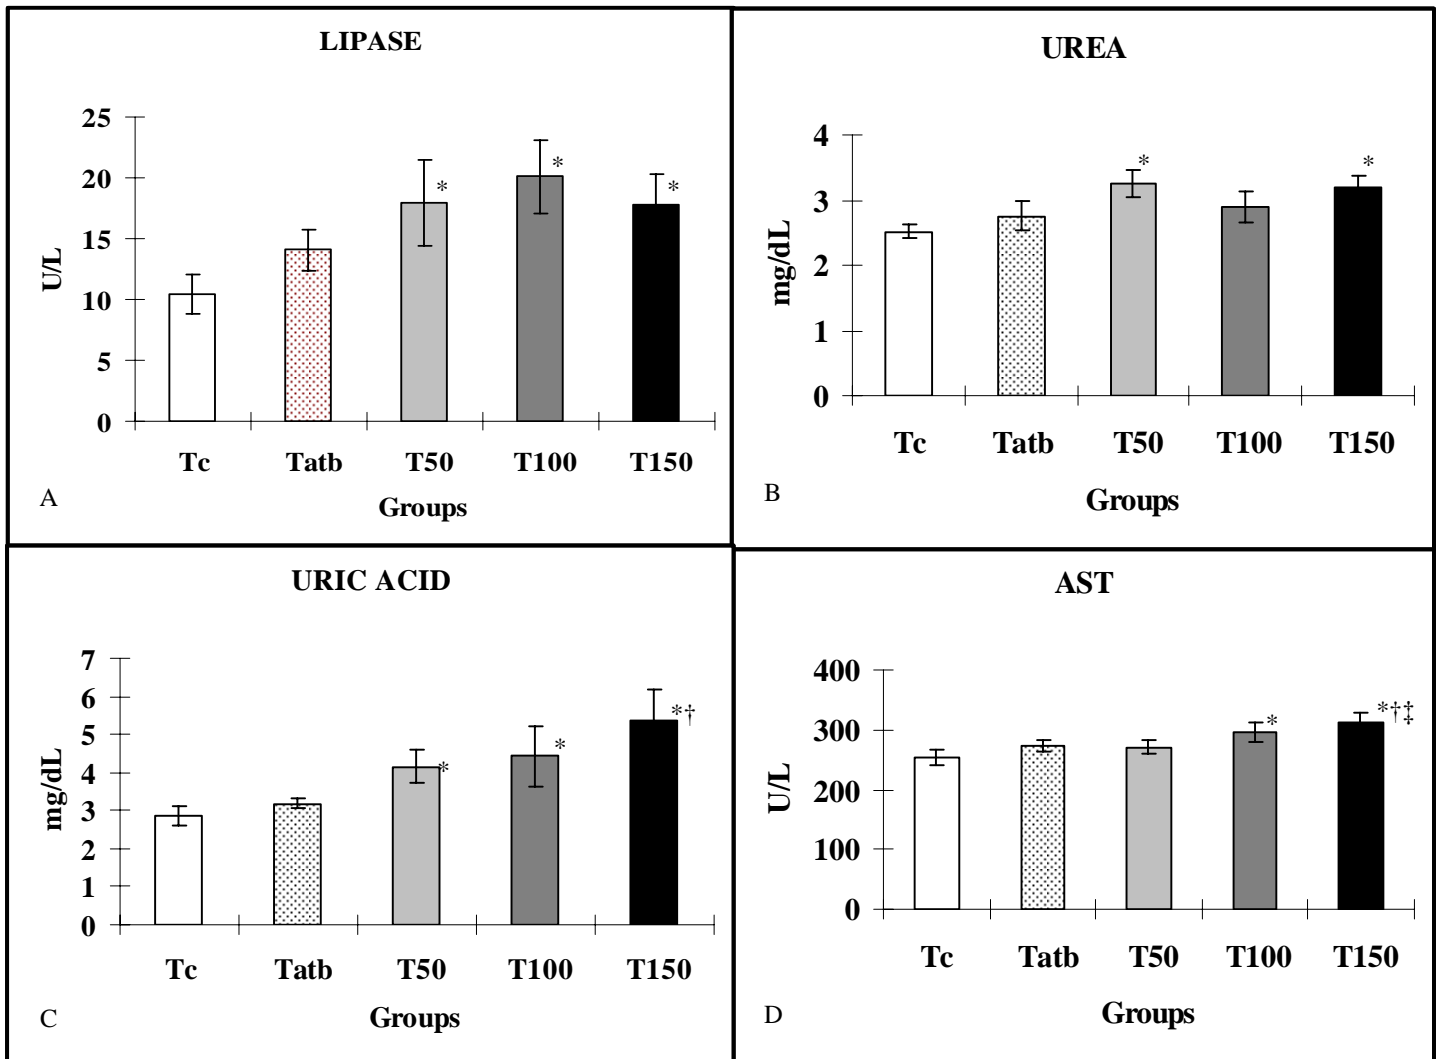 LIPASE
25
20
15
10
5
0
U/L
*
*
*
Tc Tatb T50 T100 T150
Groups
A
UREA
4
3
2
1
0
mg/dL
*
*
Tc Tatb T50 T100 T150
Groups
B
URIC ACID
7
6
5
4
3
2
1
0
mg/dL
*
*
*†
Tc Tatb T50 T100 T150
Groups
C
AST
400
300
200
100
0
U/L
*
*†‡
Tc Tatb T50 T100 T150
Groups
D